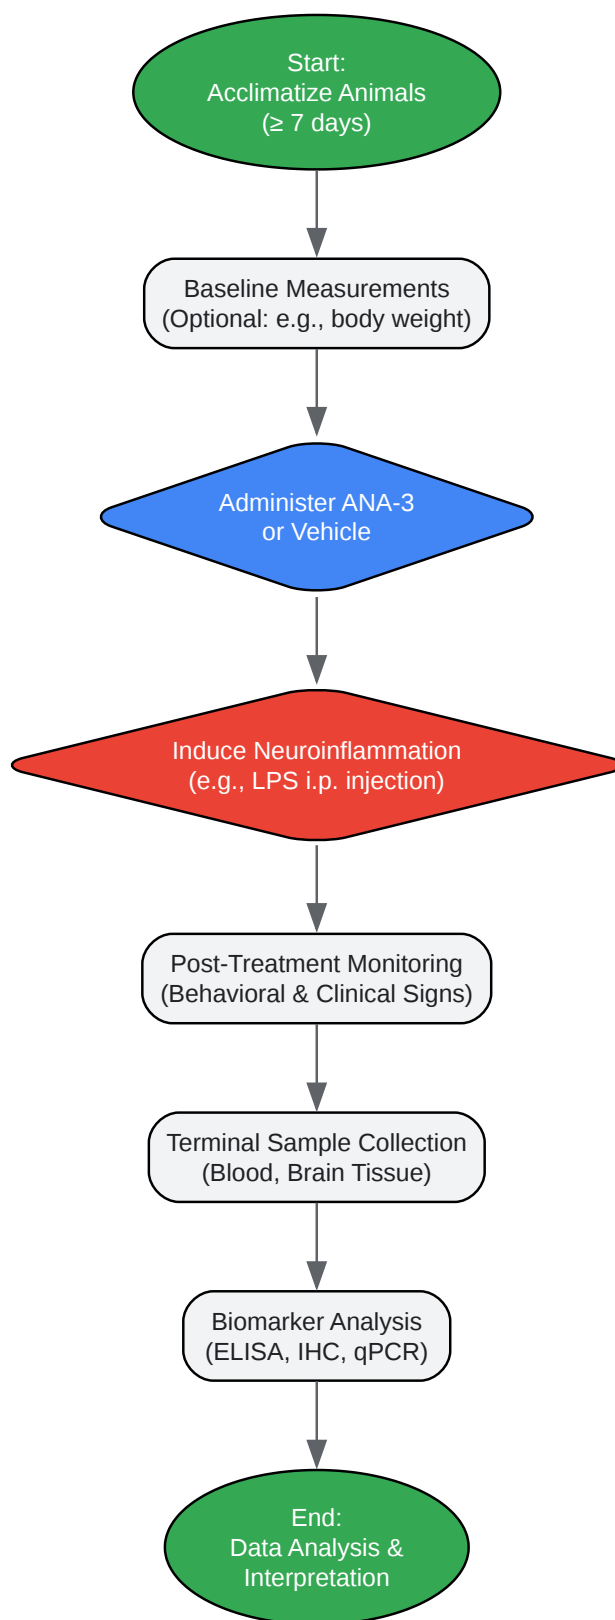 Start:
Acclimatize Animals
(≥ 7 days)
Baseline Measurements
(Optional: e.g., body weight)
Administer ANA-3
or Vehicle
Induce Neuroinflammation
(e.g., LPS i.p. injection)
Post-Treatment Monitoring
(Behavioral & Clinical Signs)
Terminal Sample Collection
(Blood, Brain Tissue)
Biomarker Analysis
(ELISA, IHC, qPCR)
End:
Data Analysis &
Interpretation